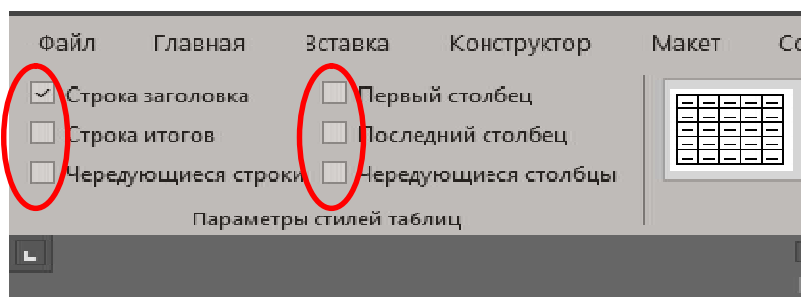 Файл Главная Вставка Конструктор Макет
Строка заголовка Первый столбец
Строка итогов Последний столбец
Чередующиеся строки Чередующиеся столбцы
Параметры стилей таблиц